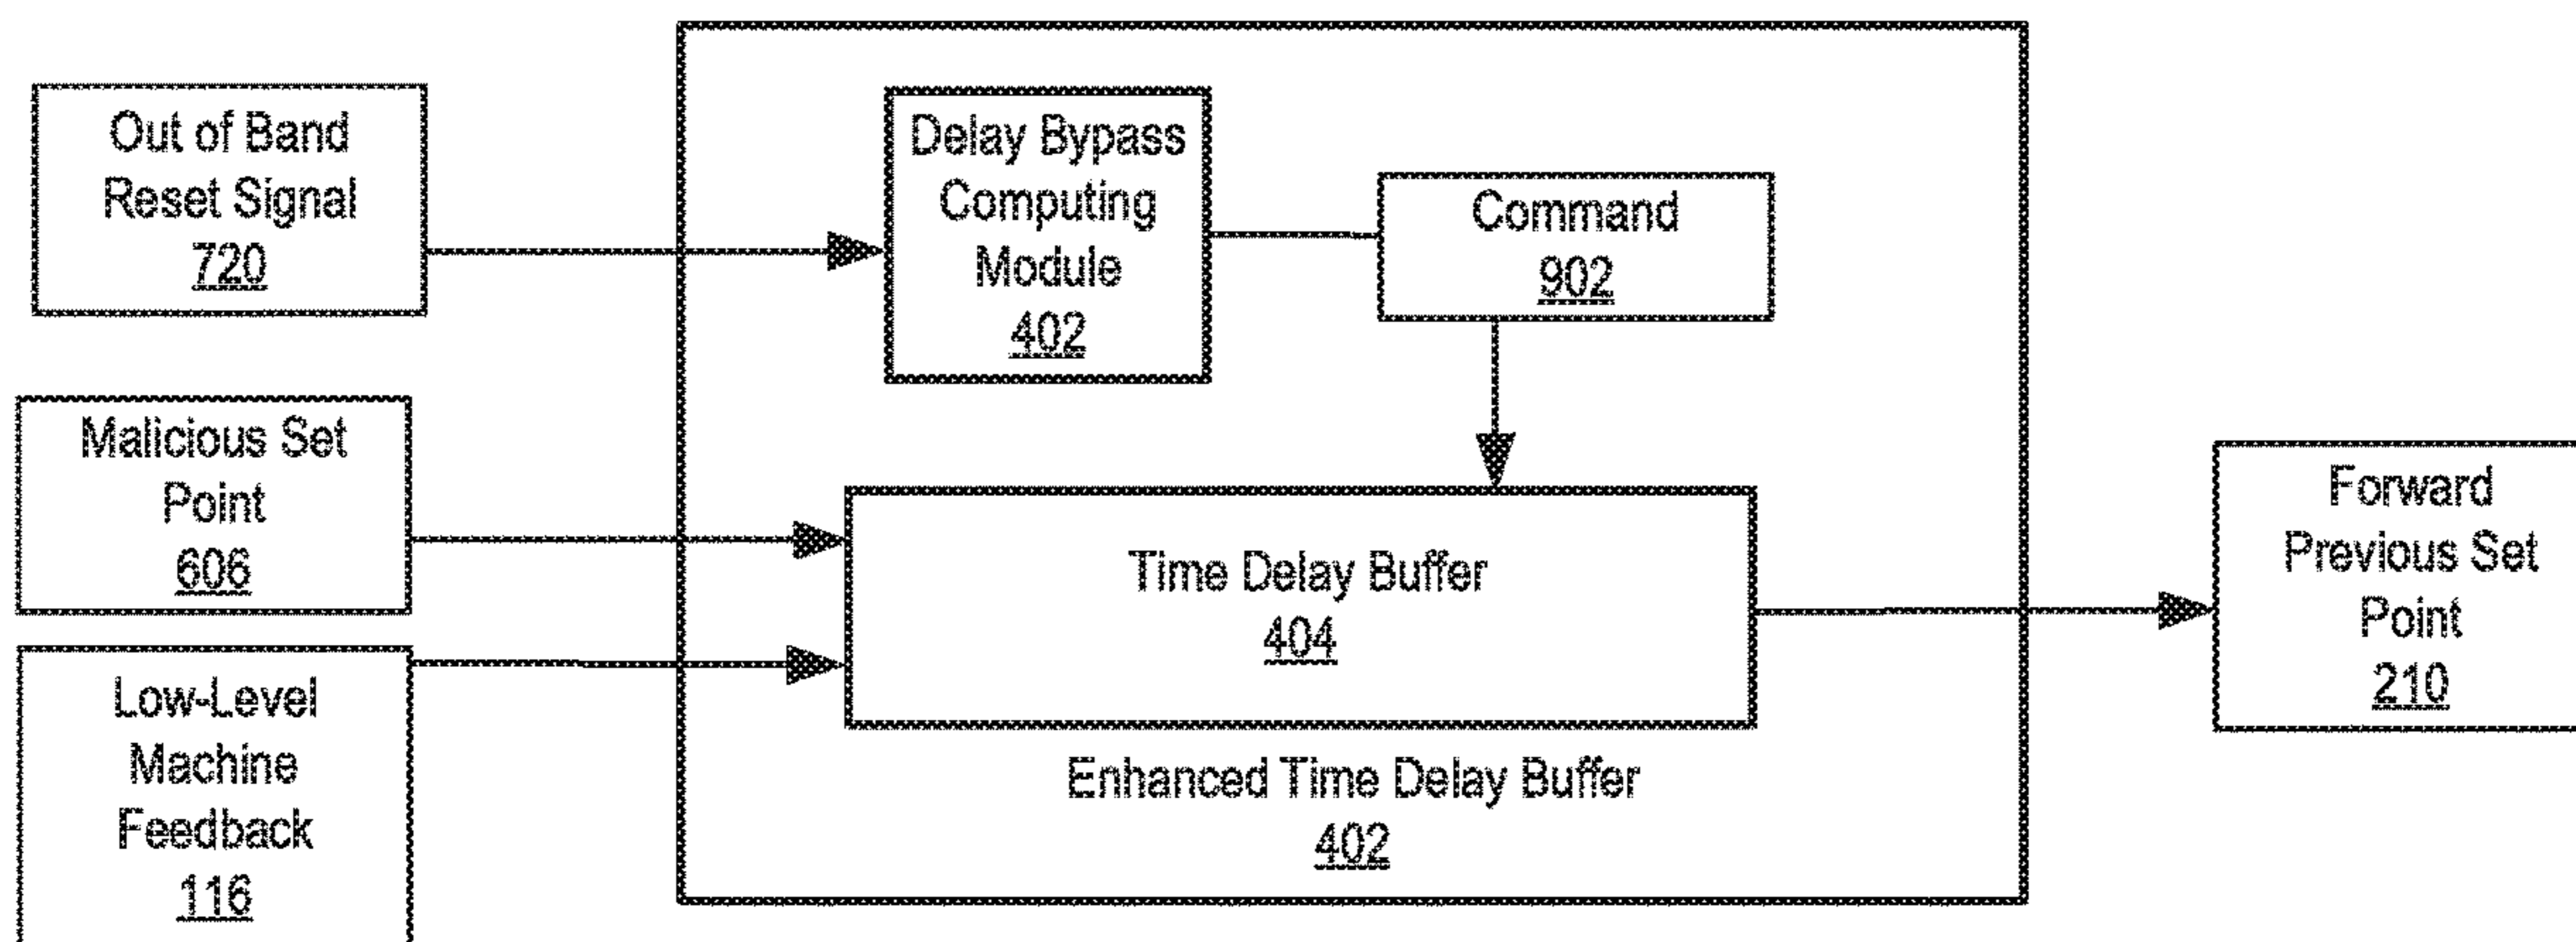 Out of Band
Reset Signal
720
Delay Bypass
Computing
Module
402
Command
902
Malicious Set
Point
606
Time Delay Buffer
404
Low-Level
Machine
Feedback
116
Enhanced Time Delay Buffer
402
Forward
Previous Set
Point
210